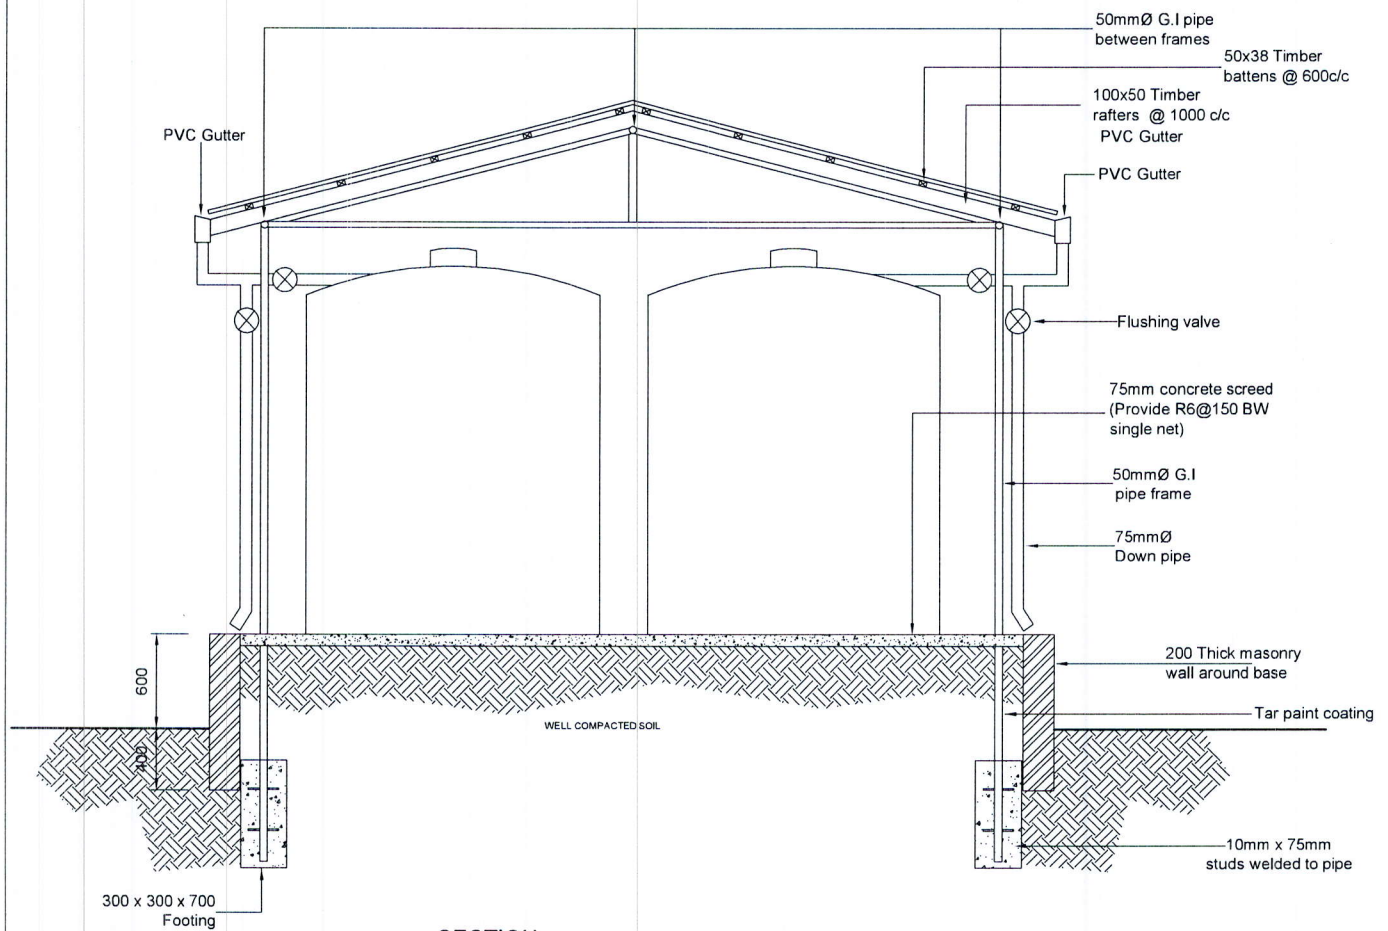 50mmØ G.I pipe
between frames
50x38 Timber
battens @ 600c/c
100x50 Timber
rafters @ 1000 c/c
PVC Gutter
PVC Gutter
PVC Gutter
Flushing valve
75mm concrete screed
(Provide R6@150 BW
single net)
50mmØ G.I
pipe frame
75mmØ
Down pipe
600
200 Thick masonry
wall around base
WELL COMPACTED SOIL
Tar paint coating
400
10mm x 75mm
studs welded to pipe
300 x 300 x 700
Footing